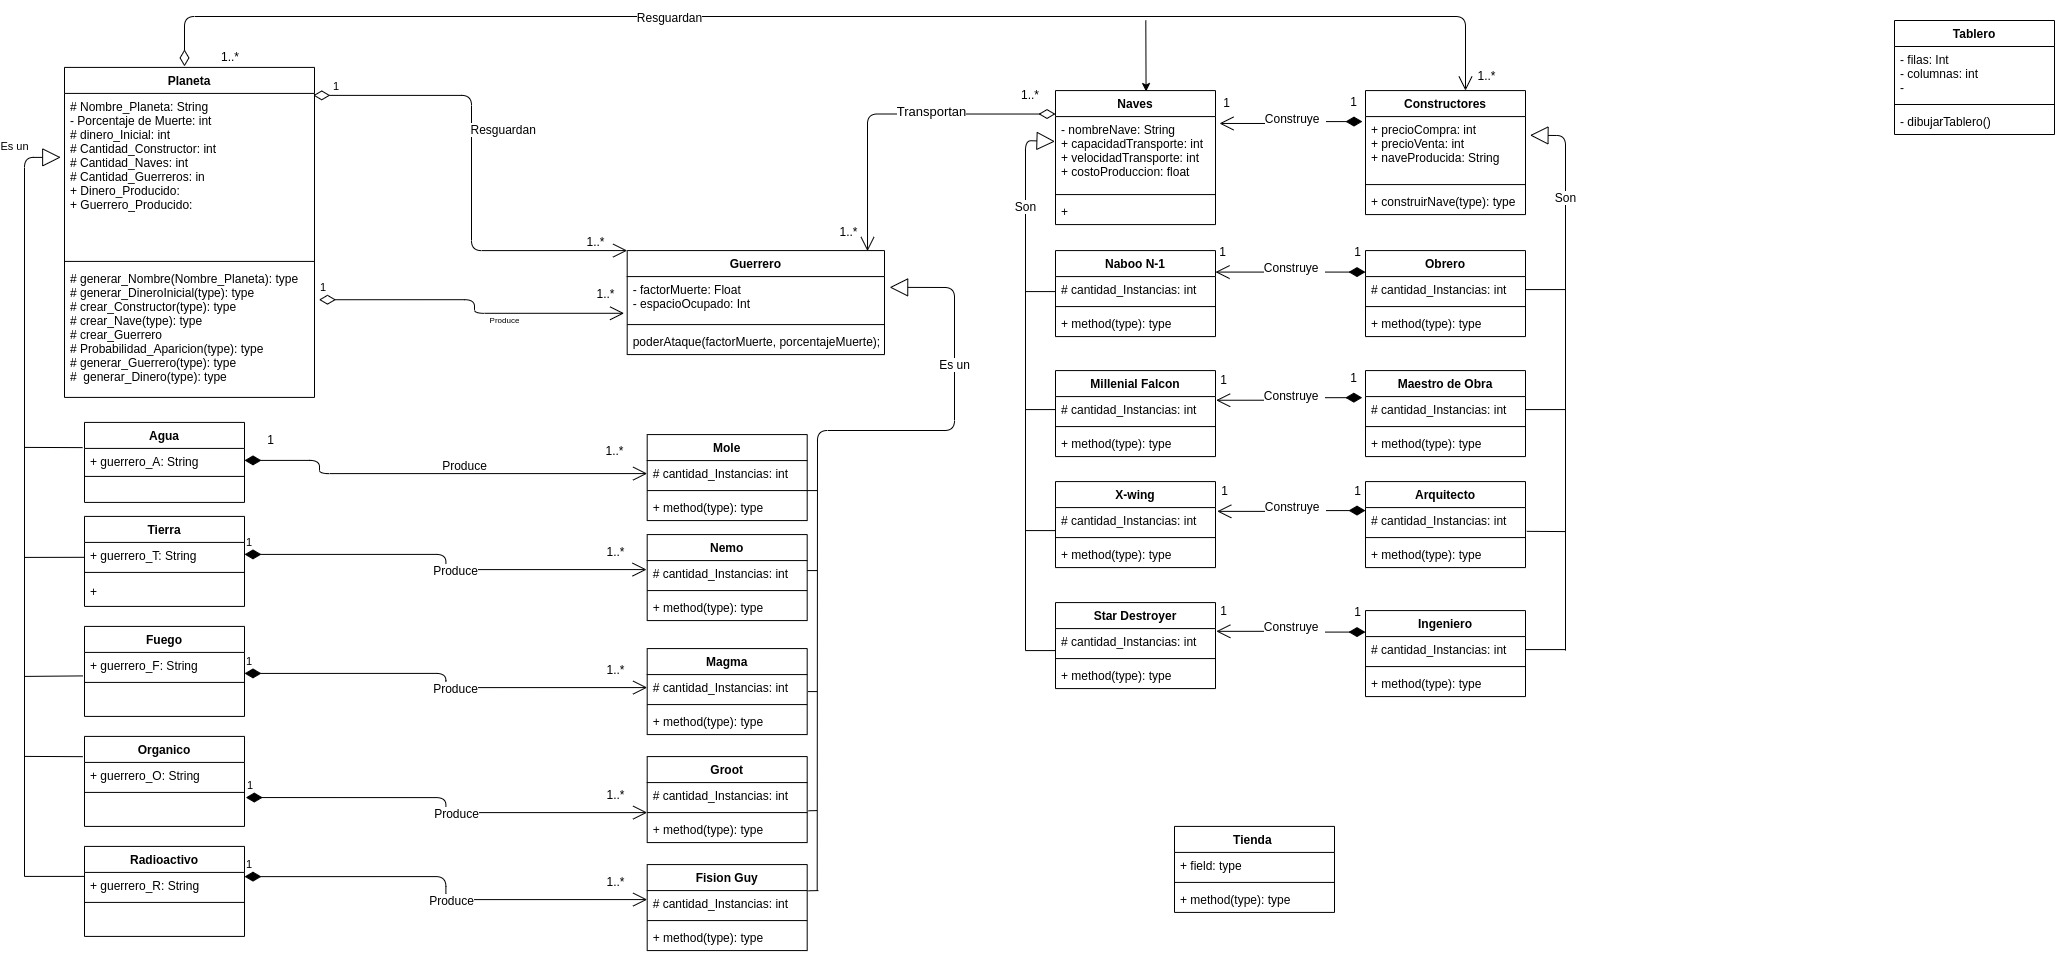 Resguardan
1..*
Planeta
# Nombre_Planeta: String
- Porcentaje de Muerte: int
# dinero_Inicial: int
# Cantidad_Constructor: int
# Cantidad_Naves: int
# Cantidad_Guerreros: in
+ Dinero_Producido:
+ Guerrero_Producido:
# generar_Nombre(Nombre_Planeta): type
# generar_DineroInicial(type): type
# crear_Constructor(type): type
# crear_Nave(type): type
# crear_Guerrero
# Probabilidad_Aparicion(type): type
# generar_Guerrero(type): type
#  generar_Dinero(type): type
Es un
1
Resguardan
1..*
1
1..*
Produce
Guerrero
- factorMuerte: Float
- espacioOcupado: Int
poderAtaque(factorMuerte, porcentajeMuerte);
Es un
Transportan
1..*
1..*
Agua
+ guerrero_A: String
1
Produce
1..*
Mole
# cantidad_Instancias: int
+ method(type): type
Tierra
+ guerrero_T: String
+
1
Produce
1..*
Nemo
# cantidad_Instancias: int
+ method(type): type
Fuego
+ guerrero_F: String
1
Produce
1..*
Magma
# cantidad_Instancias: int
+ method(type): type
Organico
+ guerrero_O: String
1
Produce
1..*
Groot
# cantidad_Instancias: int
+ method(type): type
Radioactivo
+ guerrero_R: String
1
Produce
1..*
Fision Guy
# cantidad_Instancias: int
+ method(type): type
Naves
- nombreNave: String
+ capacidadTransporte: int
+ velocidadTransporte: int
+ costoProduccion: float
+
Son
1
Construye
1
1..*
Constructores
+ precioCompra: int
+ precioVenta: int
+ naveProducida: String
+ construirNave(type): type
Son
Naboo N-1
# cantidad_Instancias: int
+ method(type): type
1
Construye
1
Obrero
# cantidad_Instancias: int
+ method(type): type
Millenial Falcon
# cantidad_Instancias: int
+ method(type): type
1
Construye
1
Maestro de Obra
# cantidad_Instancias: int
+ method(type): type
X-wing
# cantidad_Instancias: int
+ method(type): type
1
Construye
1
Arquitecto
# cantidad_Instancias: int
+ method(type): type
Star Destroyer
# cantidad_Instancias: int
+ method(type): type
1
Construye
1
Ingeniero
# cantidad_Instancias: int
+ method(type): type
Tienda
+ field: type
+ method(type): type
Tablero
- filas: Int
- columnas: int
-
- dibujarTablero()